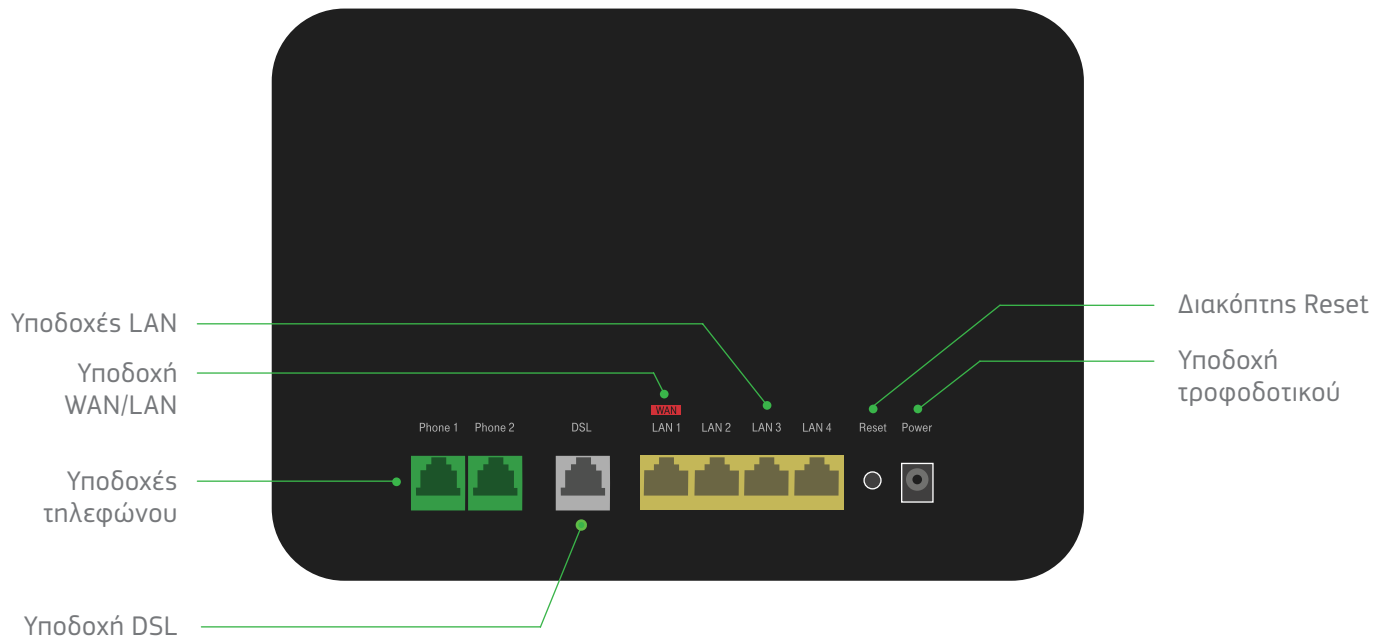 Υποδοχές LAN
Υποδοχή
WAN/LAN
Υποδοχές
τηλεφώνου
Υποδοχή DSL
WAN
Phone 1 Phone 2 DSL LAN 1 LAN 2 LAN 3 LAN 4 Reset Power
Διακόπτης Reset
Υποδοχή
τροφοδοτικού